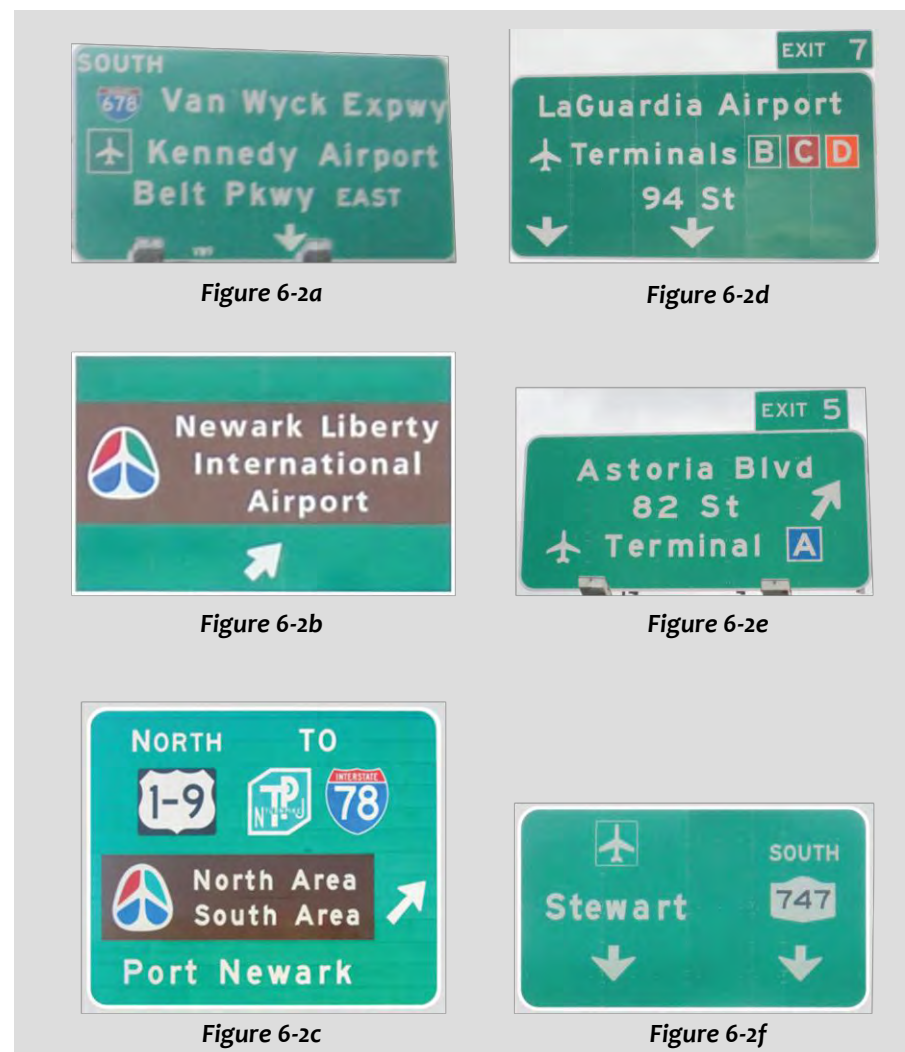 SOUTH
678 Van Wyck Expwy
Kennedy Airport
Belt Pkwy EAST
Figure 6-2a
Newark Liberty
International
Airport
Figure 6-2b
NORTH TO
1-9 NTPJ INTERSTATE 78
North Area
South Area
Port Newark
Figure 6-2c
EXIT 7
LaGuardia Airport
Terminals B C D
94 St
Figure 6-2d
EXIT 5
Astoria Blvd
82 St
Terminal A
Figure 6-2e
SOUTH
Stewart 747
Figure 6-2f